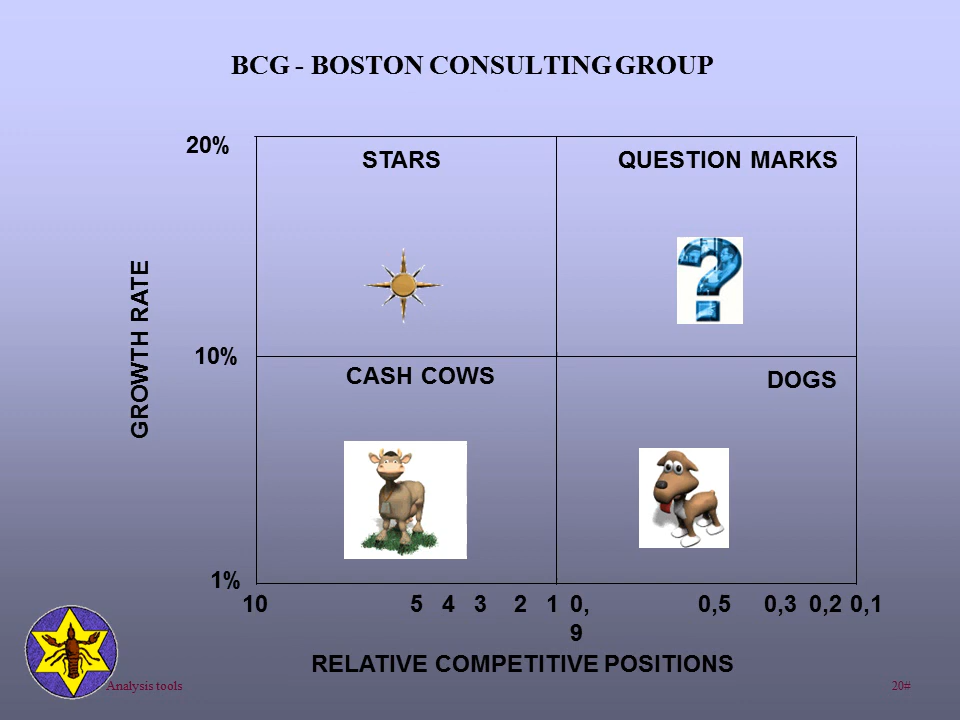 BCG - BOSTON CONSULTING GROUP
20%
STARS
QUESTION MARKS
GROWTH RATE
10%
CASH COWS
DOGS
1%
10 5 4 3 2 1 0,
9
0,5 0,3 0,2 0,1
RELATIVE COMPETITIVE POSITIONS
Analysis tools
20#